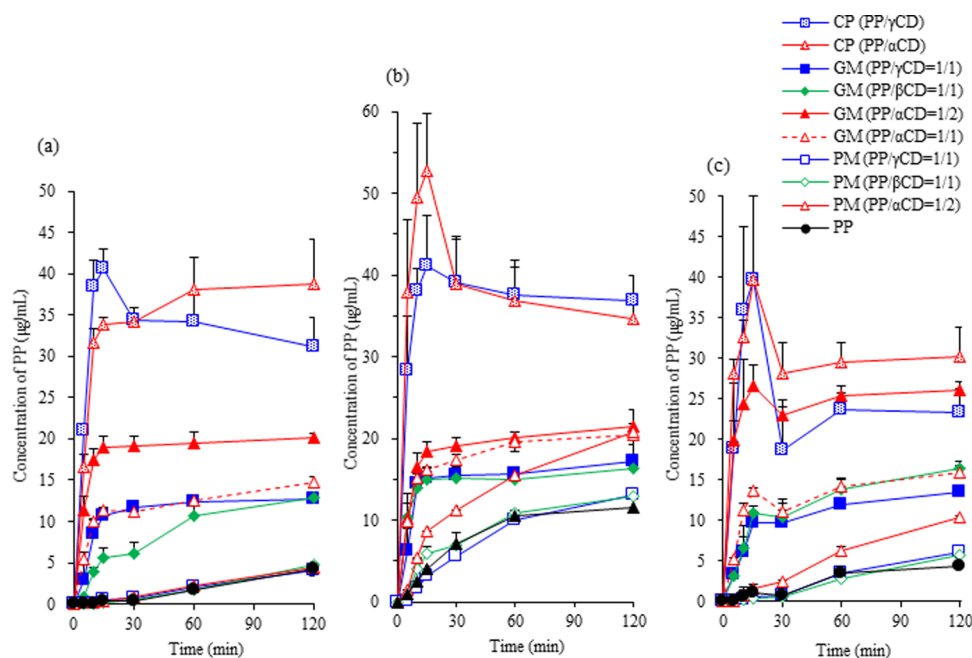 CP (PP/γCD)
CP (PP/αCD)
GM (PP/γCD=1/1)
GM (PP/βCD=1/1)
GM (PP/αCD=1/2)
GM (PP/αCD=1/1)
PM (PP/γCD=1/1)
PM (PP/βCD=1/1)
PM (PP/αCD=1/2)
PP
(a)
Concentration of PP (μg/mL)
50
45
40
35
30
25
20
15
10
5
0
0 30 60 90 120
Time (min)
(b)
Concentration of PP (μg/mL)
60
50
40
30
20
10
0
0 30 60 90 120
Time (min)
(c)
Concentration of PP (μg/mL)
50
45
40
35
30
25
20
15
10
5
0
0 30 60 90 120
Time (min)